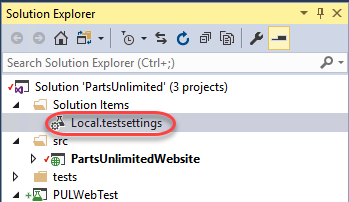 Solution Explorer
Search Solution Explorer (Ctrl+;)
Solution 'PartsUnlimited' (3 projects)
Solution Items
Local.testsettings
src
PartsUnlimitedWebsite
tests
PULWebTest